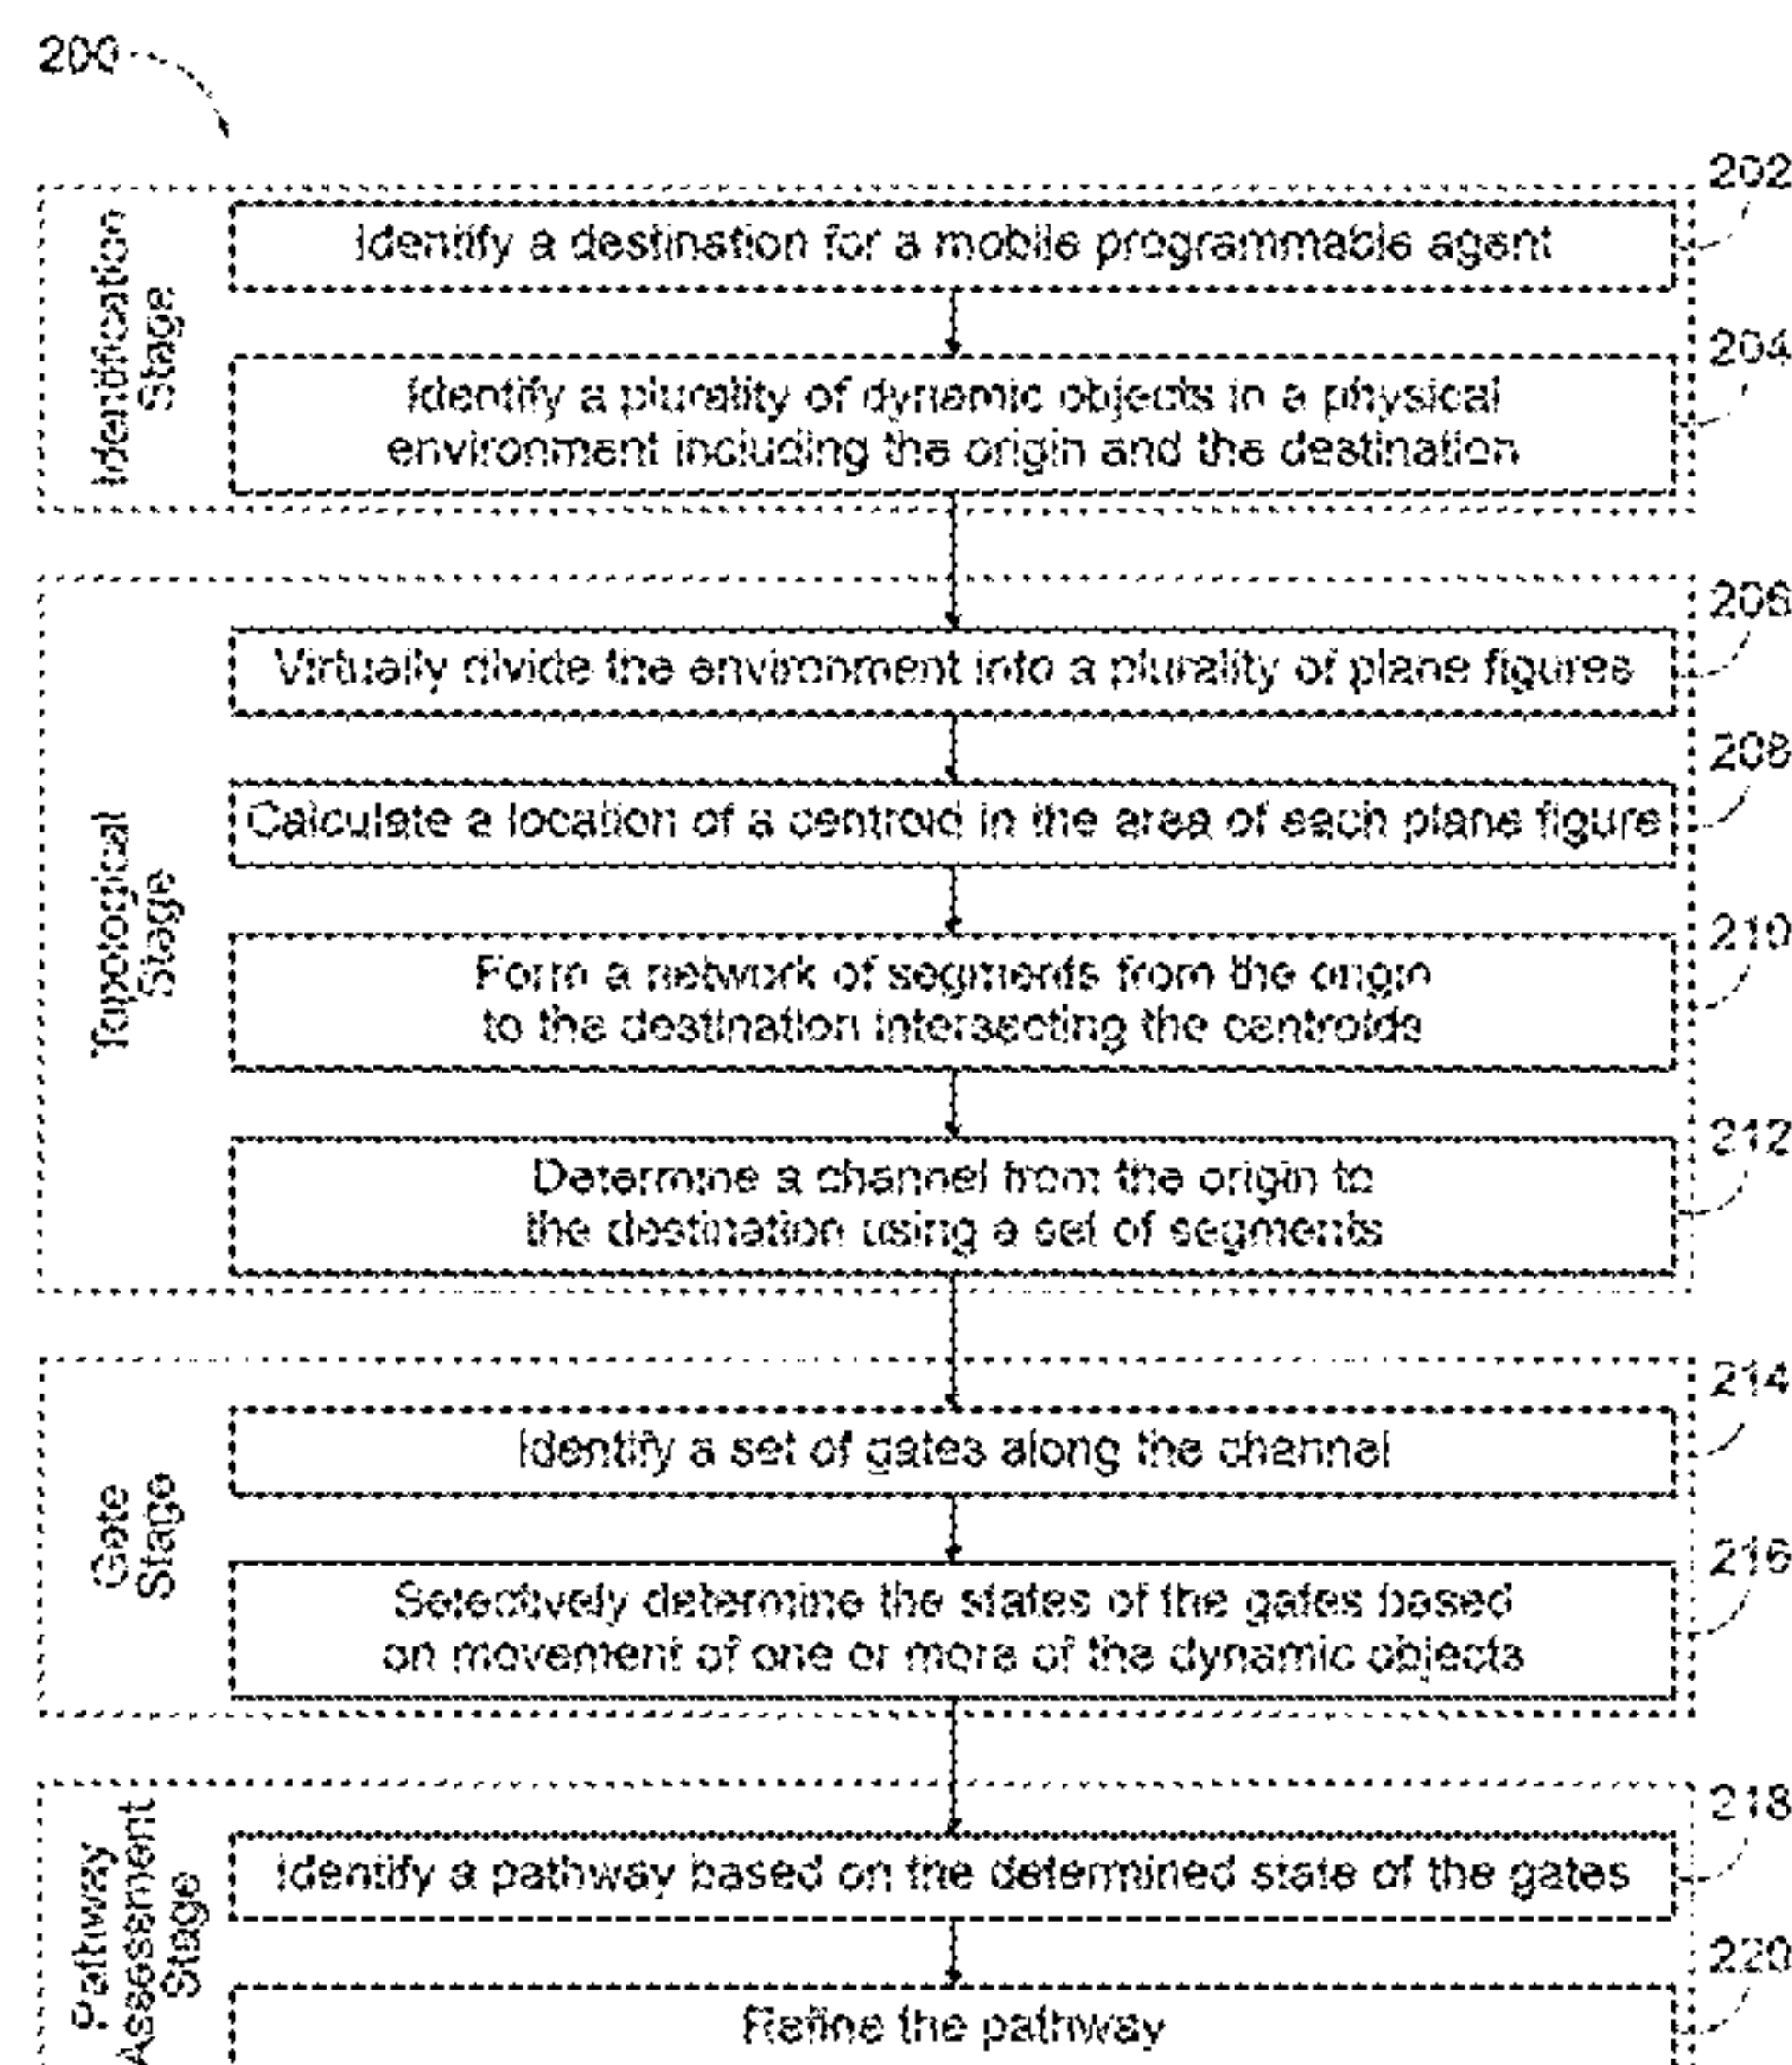 200
202
Identification
Stage
Identify a destination for a mobile programmable agent
204
Identify a plurality of dynamic objects in a physical
environment including the origin and the destination
206
Topological
Stage
Virtually divide the environment into a plurality of plane figures
208
Calculate a location of a centroid in the area of each plane figure
210
Form a network of segments from the origin
to the destination intersecting the centroids
212
Determine a channel from the origin to
the destination using a set of segments
214
Gate
Stage
Identify a set of gates along the channel
216
Selectively determine the states of the gates based
on movement of one or more of the dynamic objects
218
Pathway
Assessment
Stage
Identify a pathway based on the determined state of the gates
220
Refine the pathway